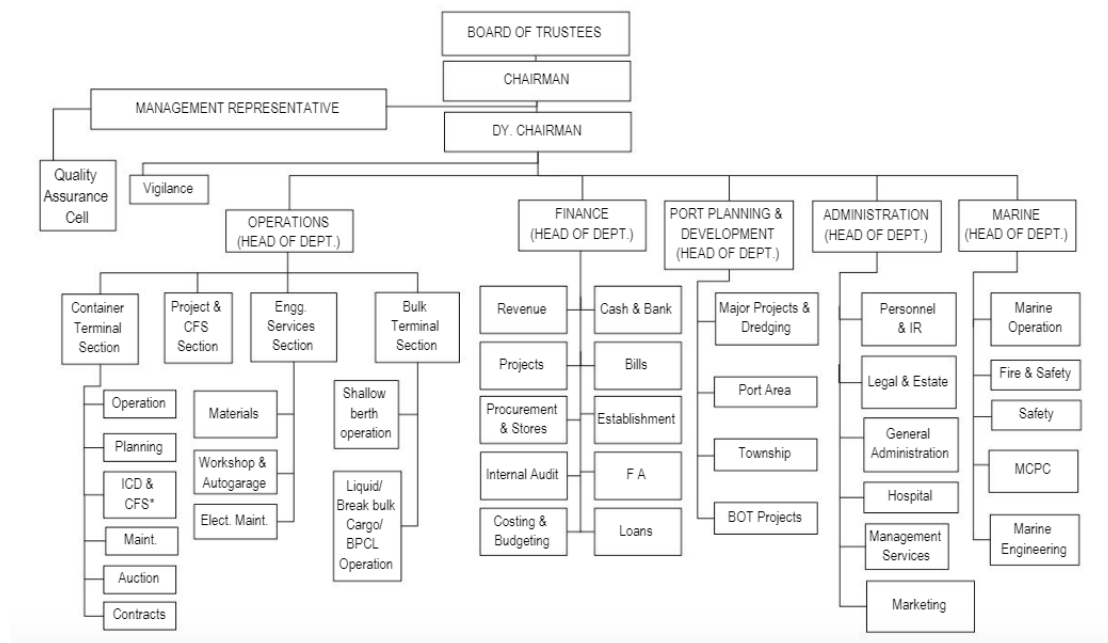 BOARD OF TRUSTEES
CHAIRMAN
MANAGEMENT REPRESENTATIVE
DY. CHAIRMAN
Quality
Assurance
Cell
Vigilance
OPERATIONS
(HEAD OF DEPT.)
FINANCE
(HEAD OF DEPT.)
PORT PLANNING &
DEVELOPMENT
(HEAD OF DEPT.)
ADMINISTRATION
(HEAD OF DEPT.)
MARINE
(HEAD OF DEPT.)
Container
Terminal
Section
Project &
CFS
Section
Engg.
Services
Section
Bulk
Terminal
Section
Operation
Planning
ICD &
CFS*
Maint.
Auction
Contracts
Materials
Workshop &
Autogarage
Elect. Maint.
Shallow
berth
operation
Liquid/
Break bulk
Cargo/
BPCL
Operation
Revenue
Projects
Procurement
& Stores
Internal Audit
Costing &
Budgeting
Cash & Bank
Bills
Establishment
F A
Loans
Major Projects &
Dredging
Port Area
Township
BOT Projects
Personnel
& IR
Legal & Estate
General
Administration
Hospital
Management
Services
Marketing
Marine
Operation
Fire & Safety
Safety
MCPC
Marine
Engineering